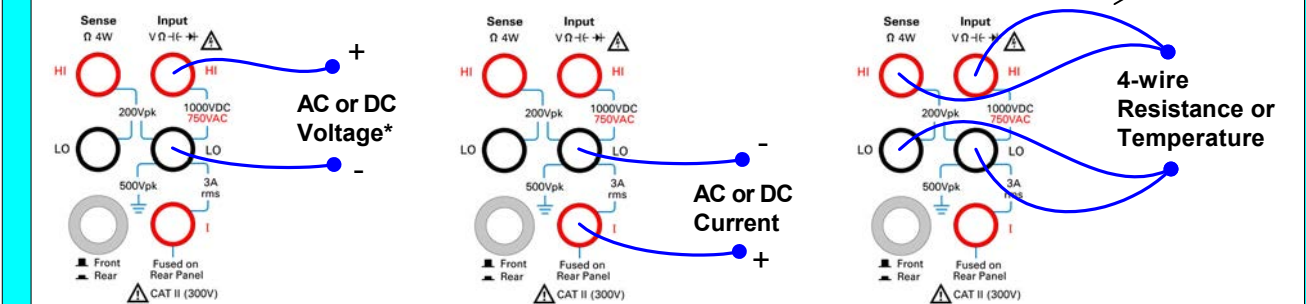 Sense Input
Ω 4W V Ω
HI HI
200Vpk 1000VDC
750VAC
LO LO
500Vpk 3A
rms
I
Front
Rear
Fused on
Rear Panel
CAT II (300V)
+
AC or DC
Voltage*
-
Sense Input
Ω 4W V Ω
HI HI
200Vpk 1000VDC
750VAC
LO LO
500Vpk 3A
rms
I
Front
Rear
Fused on
Rear Panel
CAT II (300V)
-
AC or DC
Current
+
Sense Input
Ω 4W V Ω
HI HI
200Vpk 1000VDC
750VAC
LO LO
500Vpk 3A
rms
I
Front
Rear
Fused on
Rear Panel
CAT II (300V)
4-wire
Resistance or
Temperature